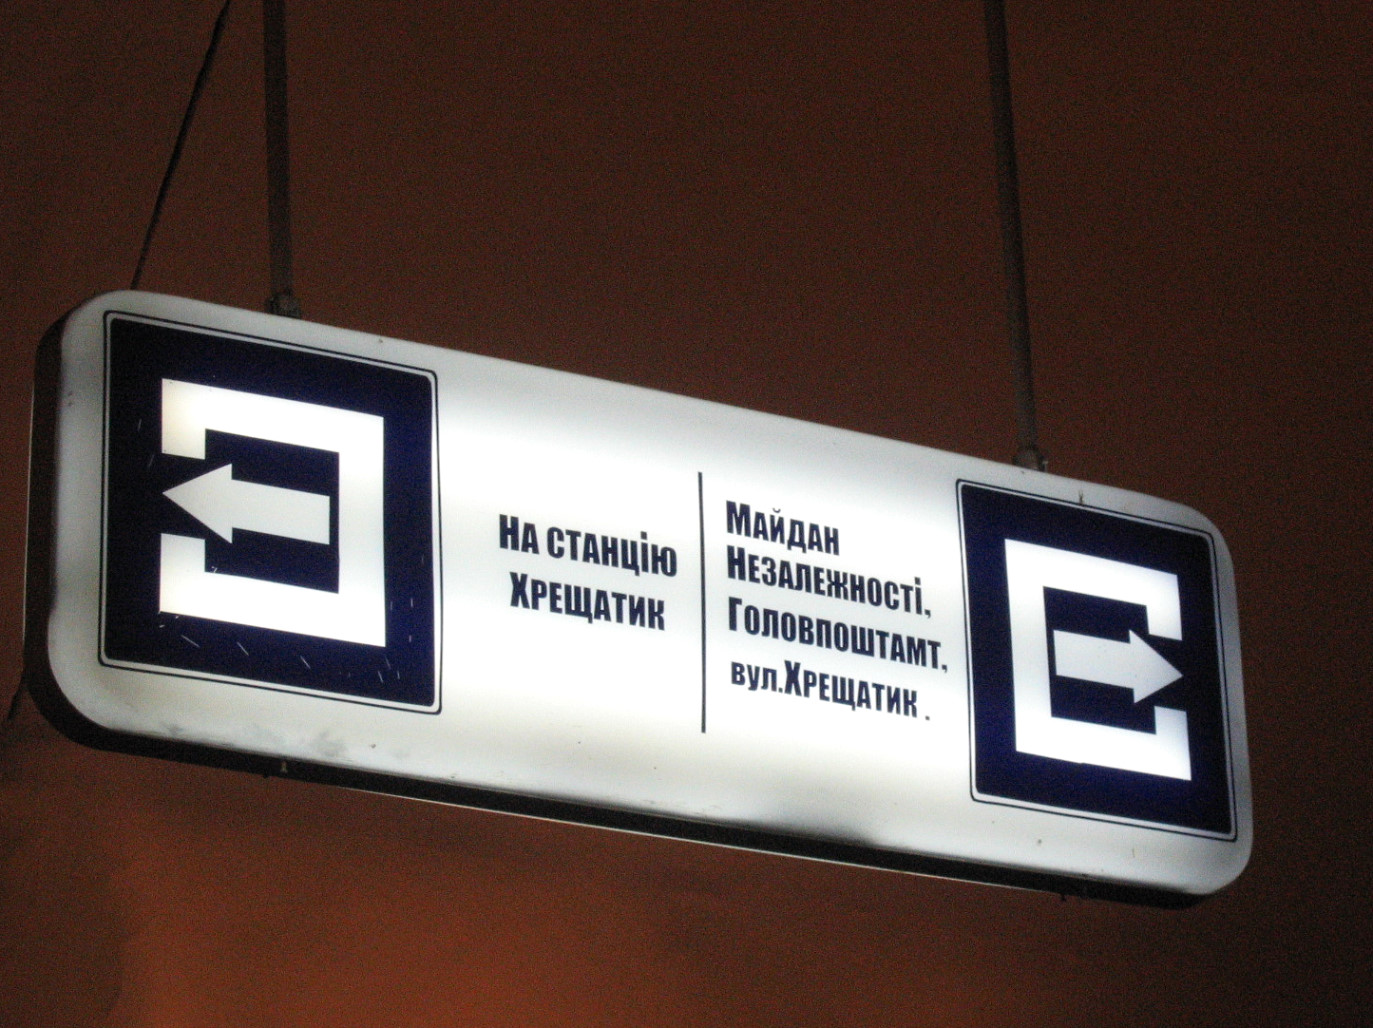 На станцію
Хрещатик
Майдан
Незалежності,
Головпоштамт,
вул.Хрещатик .